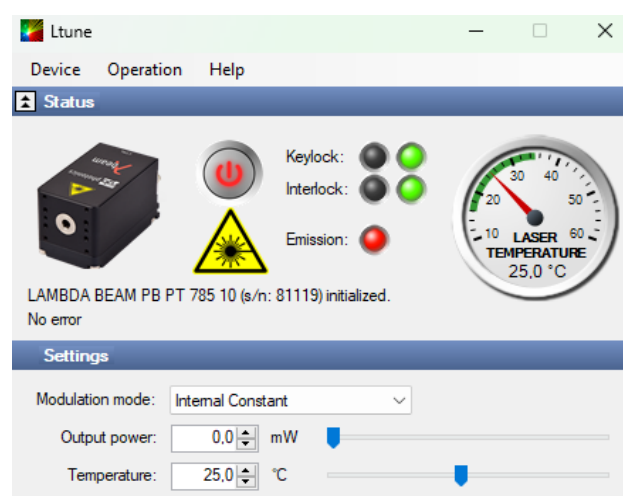 Ltune
Device Operation Help
Status
Keylock:
Interlock:
Emission:
10 20 30 40 50 60
LASER
TEMPERATURE
25,0 °C
LAMBDA BEAM PB PT 785 10 (s/n: 81119) initialized.
No error
Settings
Modulation mode: Internal Constant
Output power: 0,0 mW
Temperature: 25,0 °C